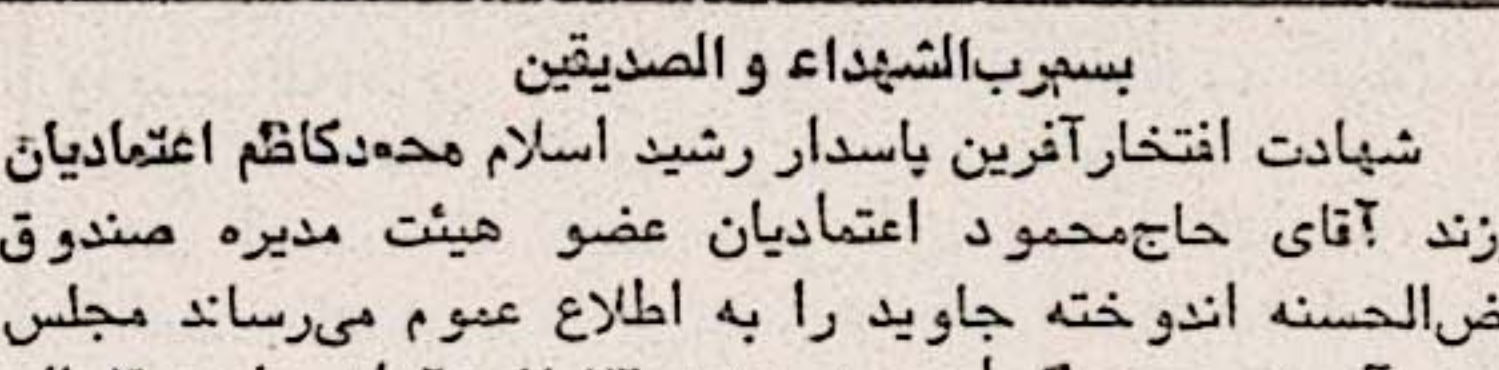 بسم‌رب‌الشهداء و الصدیقین
شهادت افتخارآفرین پاسدار رشید اسلام محمدکاظم اعتمادیان
زند آقای حاج‌محمود اعتمادیان عضو هیئت مدیره صندوق
ض‌الحسنه اندوخته جاوید را به اطلاع عموم می‌رساند مجلس